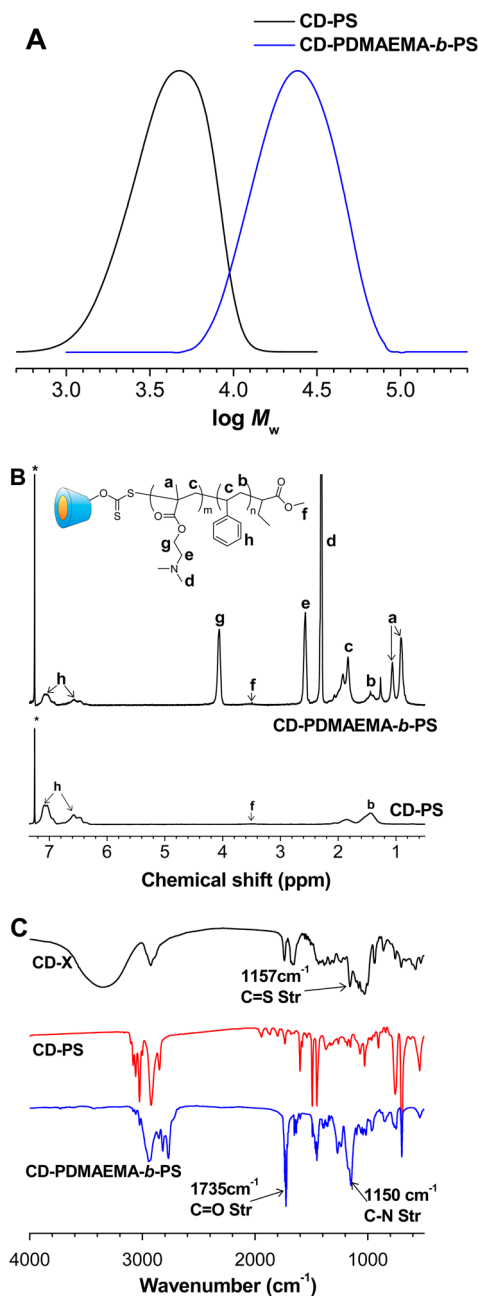 A
CD-PS
CD-PDMAEMA-b-PS
3.0 3.5 4.0 4.5 5.0
log Mw
B
*
a c c b
O S S O
m n O
O
f
g h
e
N
d
d
g e a
c
h f b
CD-PDMAEMA-b-PS
*
h f b
CD-PS
7 6 5 4 3 2 1
Chemical shift (ppm)
C
CD-X
1157cm-1
C=S Str
CD-PS
CD-PDMAEMA-b-PS
1735cm-1
C=O Str
1150 cm-1
C-N Str
4000 3000 2000 1000
Wavenumber (cm-1)